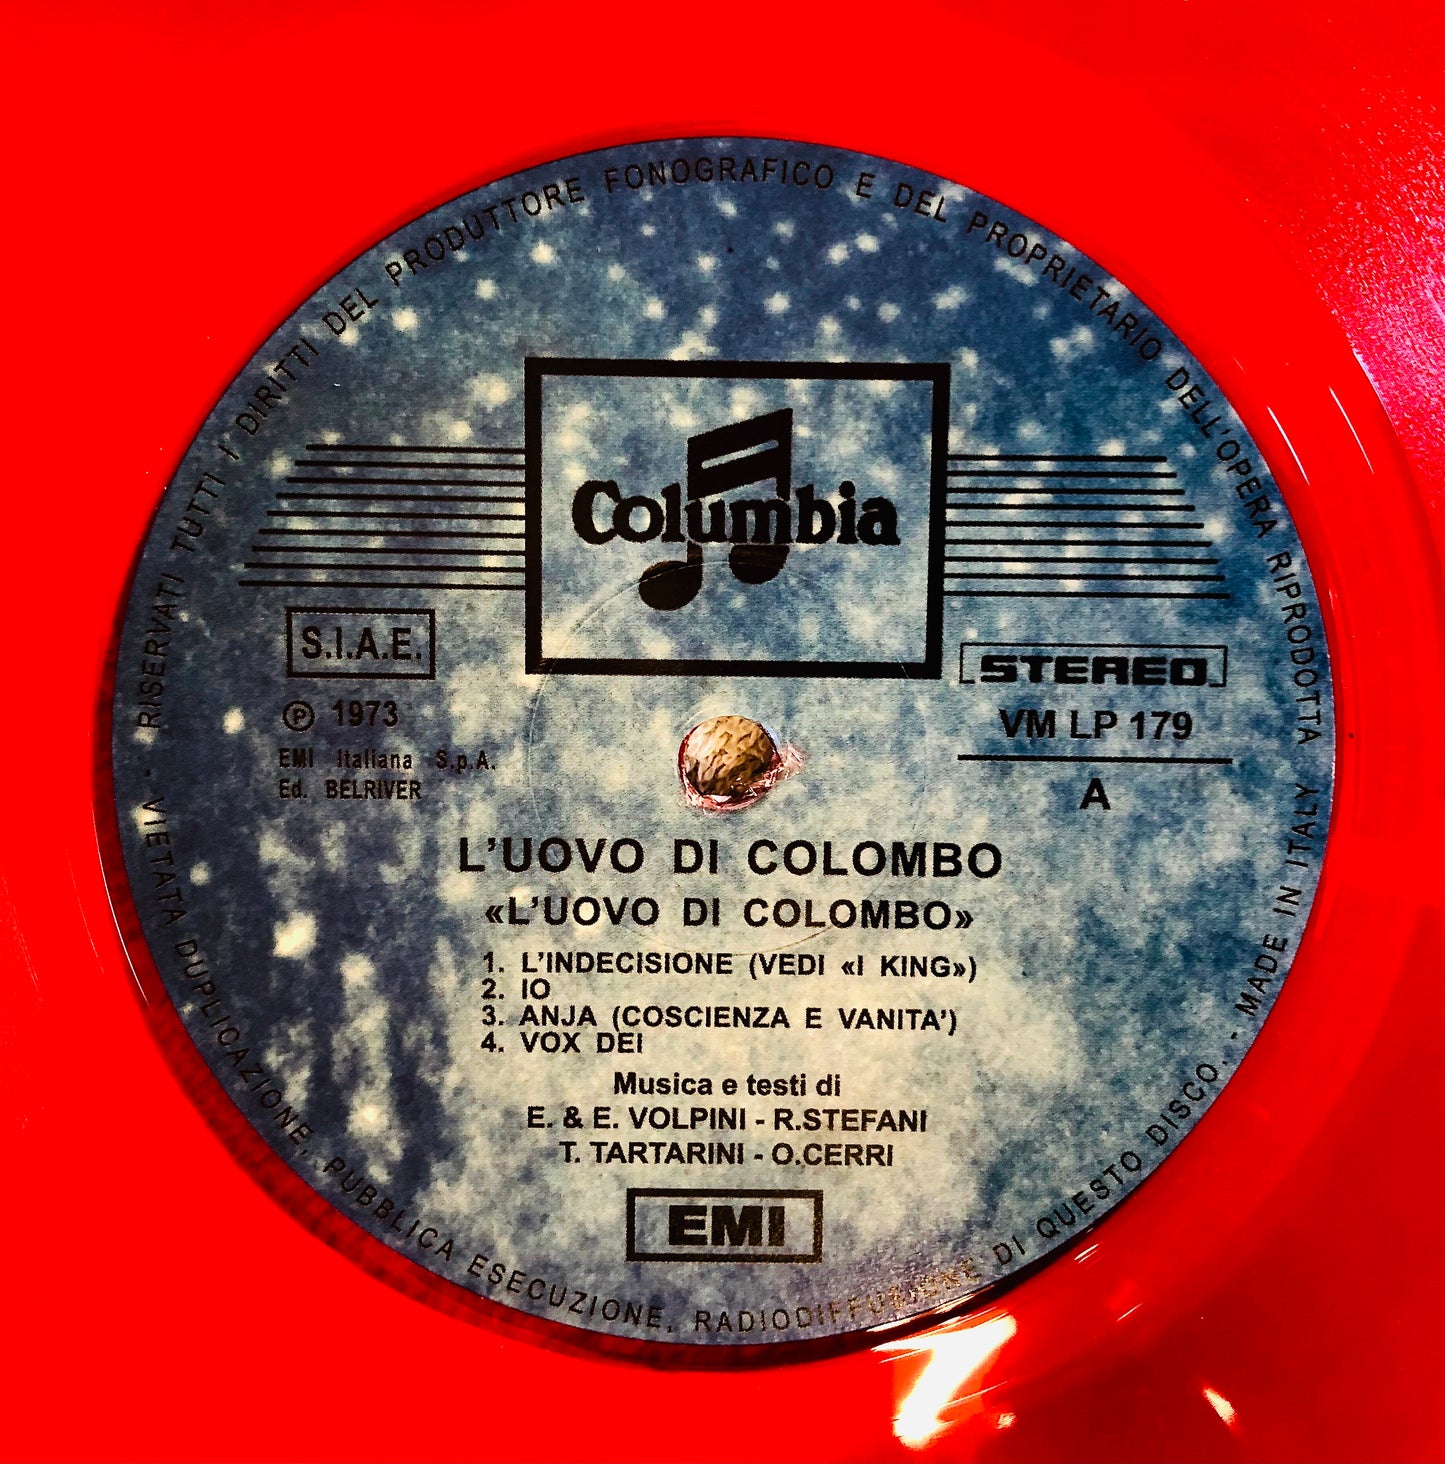 RISERVATI TUTTI I DIRITTI DEL PRODUTTORE FONOGRAFICO E DEL PROPRIETARIO DELL'OPERA RIPRODOTTA
Columbia
S.I.A.E.
℗ 1973
EMI Italiana S.p.A.
Ed. BELRIVER
STEREO
VM LP 179
A
L'UOVO DI COLOMBO
«L'UOVO DI COLOMBO»
1. L'INDECISIONE (VEDI «I KING»)
2. IO
3. ANJA (COSCIENZA E VANITA')
4. VOX DEI
Musica e testi di
E. & E. VOLPINI - R.STEFANI
T. TARTARINI - O.CERRI
EMI
· VIETATA DUPLICAZIONE, PUBBLICA ESECUZIONE, RADIODIFFUSIONE DI QUESTO DISCO. - MADE IN ITALY